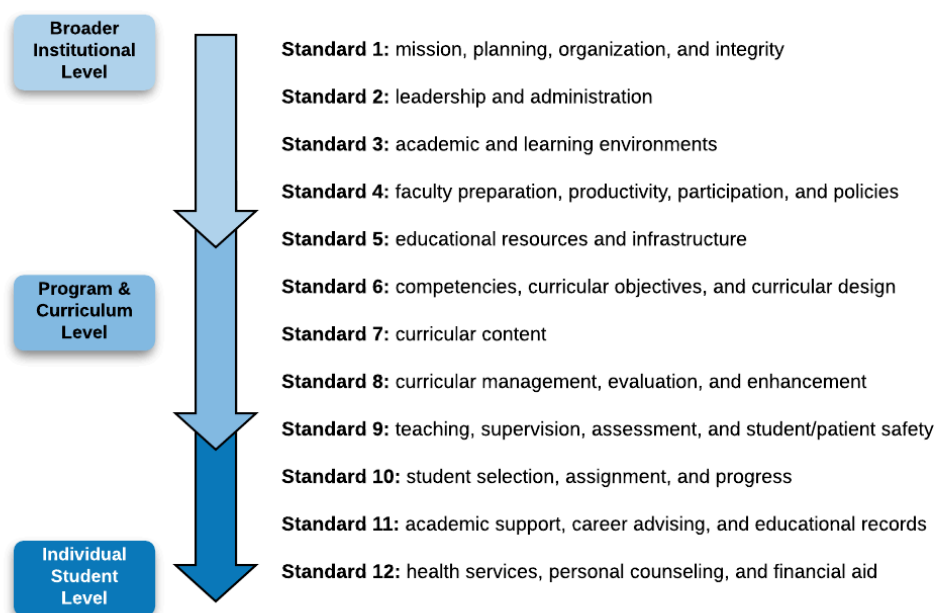 Broader
Institutional
Level
Standard 1: mission, planning, organization, and integrity
Standard 2: leadership and administration
Standard 3: academic and learning environments
Standard 4: faculty preparation, productivity, participation, and policies
Standard 5: educational resources and infrastructure
Program &
Curriculum
Level
Standard 6: competencies, curricular objectives, and curricular design
Standard 7: curricular content
Standard 8: curricular management, evaluation, and enhancement
Standard 9: teaching, supervision, assessment, and student/patient safety
Standard 10: student selection, assignment, and progress
Standard 11: academic support, career advising, and educational records
Individual
Student
Level
Standard 12: health services, personal counseling, and financial aid